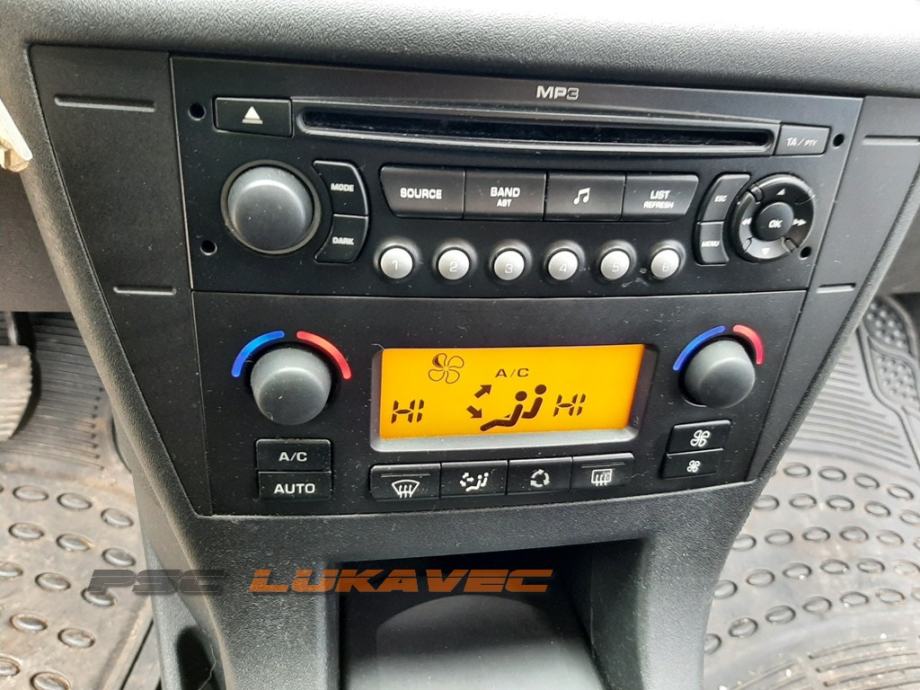 MP3
TA / PTY
MODE
SOURCE
BAND
AST
LIST
REFRESH
ESC
OK
DARK
MENU
1 2 3 4 5 6
A/C
HI HI
A/C
AUTO
PSC LUKAVEC